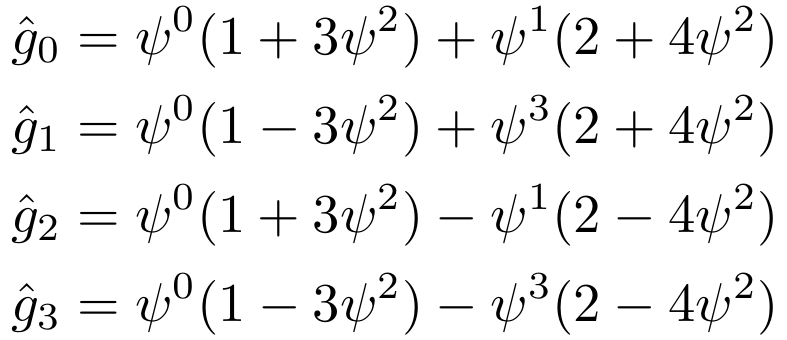 ĝ₀ = ψ⁰(1 + 3ψ²) + ψ¹(2 + 4ψ²)
ĝ₁ = ψ⁰(1 − 3ψ²) + ψ³(2 + 4ψ²)
ĝ₂ = ψ⁰(1 + 3ψ²) − ψ¹(2 − 4ψ²)
ĝ₃ = ψ⁰(1 − 3ψ²) − ψ³(2 − 4ψ²)